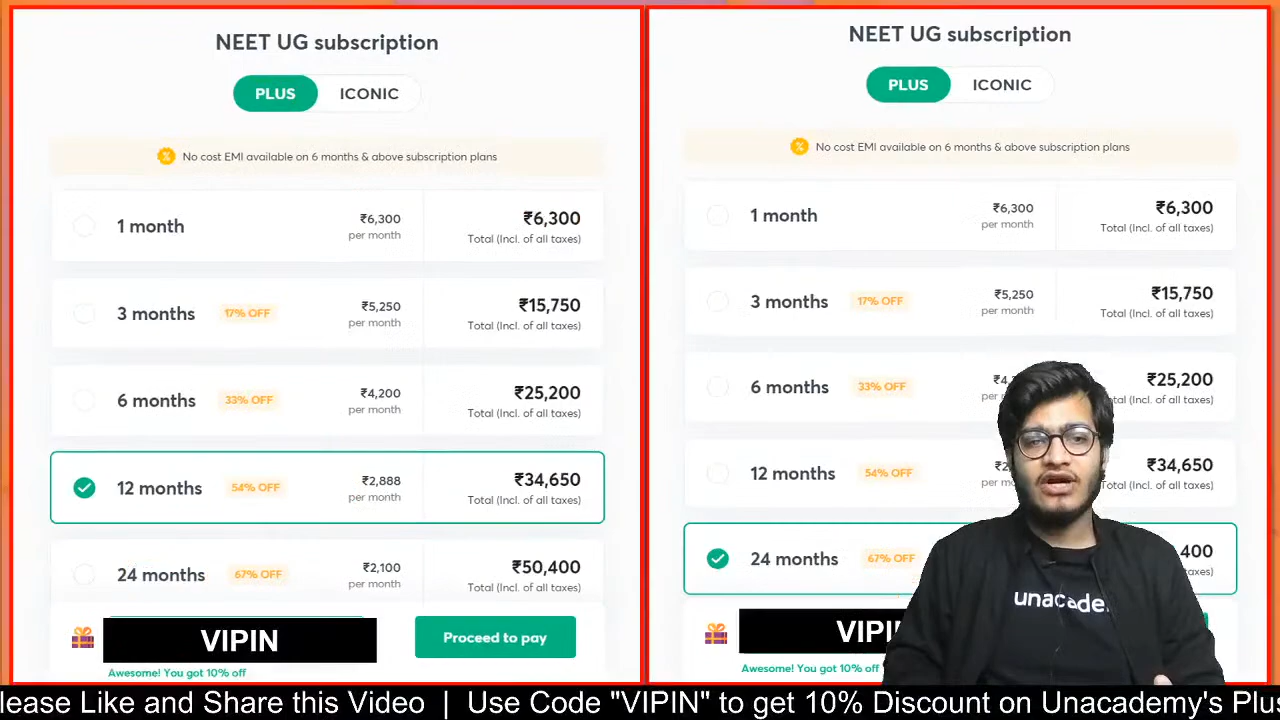 NEET UG subscription
PLUS
ICONIC
No cost EMI available on 6 months & above subscription plans
1 month
₹6,300
per month
₹6,300
Total (Incl. of all taxes)
3 months
17% OFF
₹5,250
per month
₹15,750
Total (Incl. of all taxes)
6 months
33% OFF
₹4,200
per month
₹25,200
Total (Incl. of all taxes)
12 months
54% OFF
₹2,888
per month
₹34,650
Total (Incl. of all taxes)
24 months
67% OFF
₹2,100
per month
₹50,400
Total (Incl. of all taxes)
VIPIN
Proceed to pay
Awesome! You got 10% off
NEET UG subscription
PLUS
ICONIC
No cost EMI available on 6 months & above subscription plans
1 month
₹6,300
per month
₹6,300
Total (Incl. of all taxes)
3 months
17% OFF
₹5,250
per month
₹15,750
Total (Incl. of all taxes)
6 months
33% OFF
₹25,200
(Incl. of all taxes)
12 months
54% OFF
₹34,650
Total (Incl. of all taxes)
24 months
67% OFF
400
taxes)
Awesome! You got 10% off
unacade
lease Like and Share this Video | Use Code "VIPIN" to get 10% Discount on Unacademy's Plus